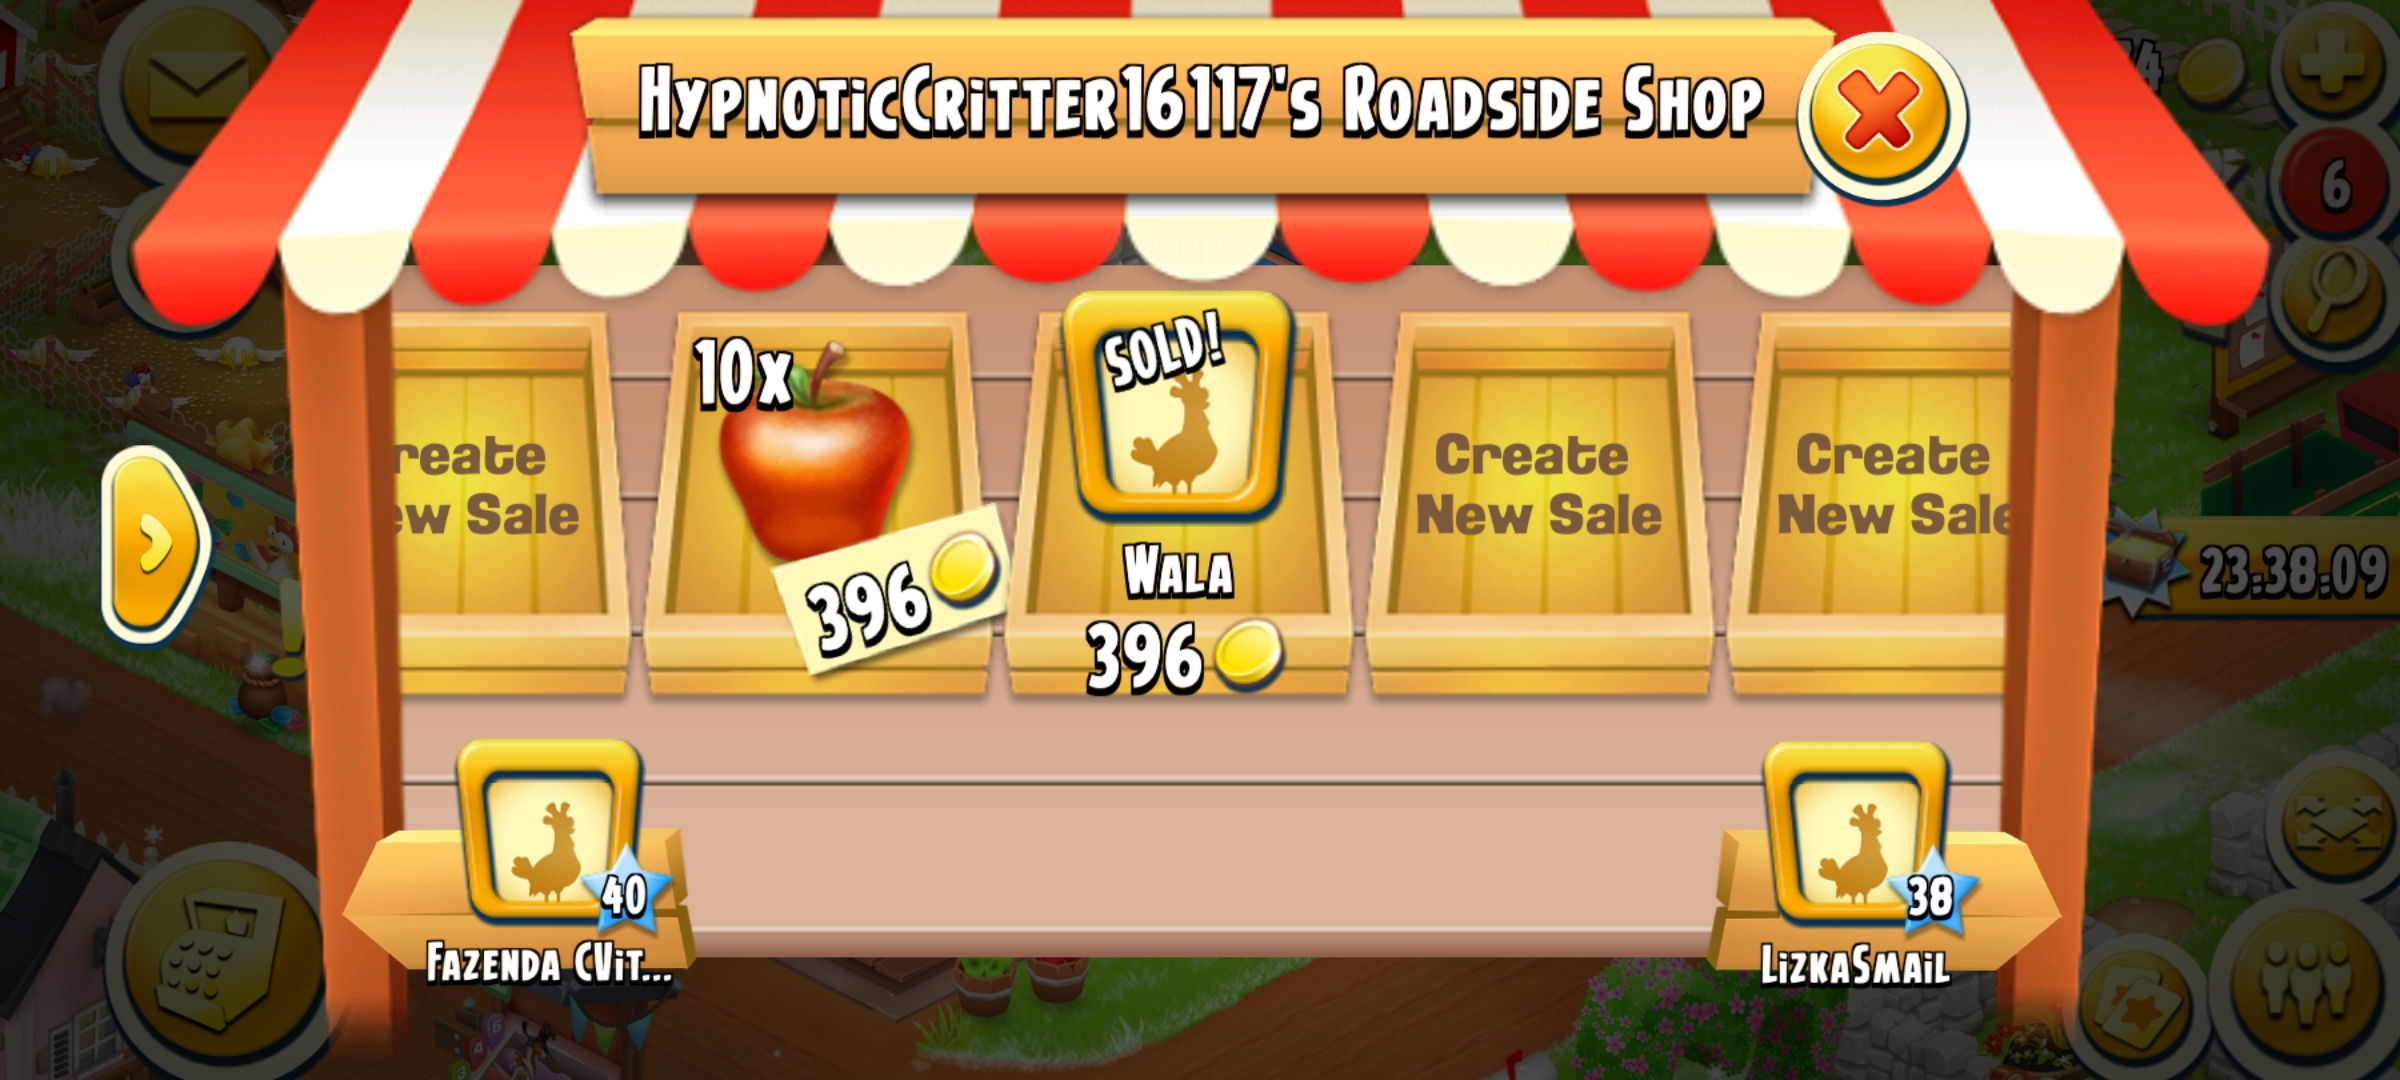 HypnoticCritter16117's Roadside Shop
6
reate
ew Sale
10x
396
SOLD!
Wala
396
Create
New Sale
Create
New Sale
23:38:09
40
Fazenda CVit...
38
LizkaSmail